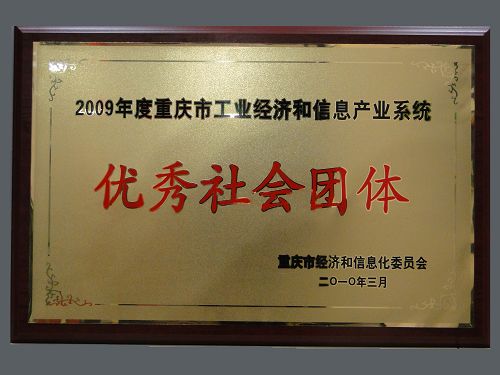 2009年度重庆市工业经济和信息产业系统
优秀社会团体
重庆市经济和信息化委员会
二〇一〇年三月